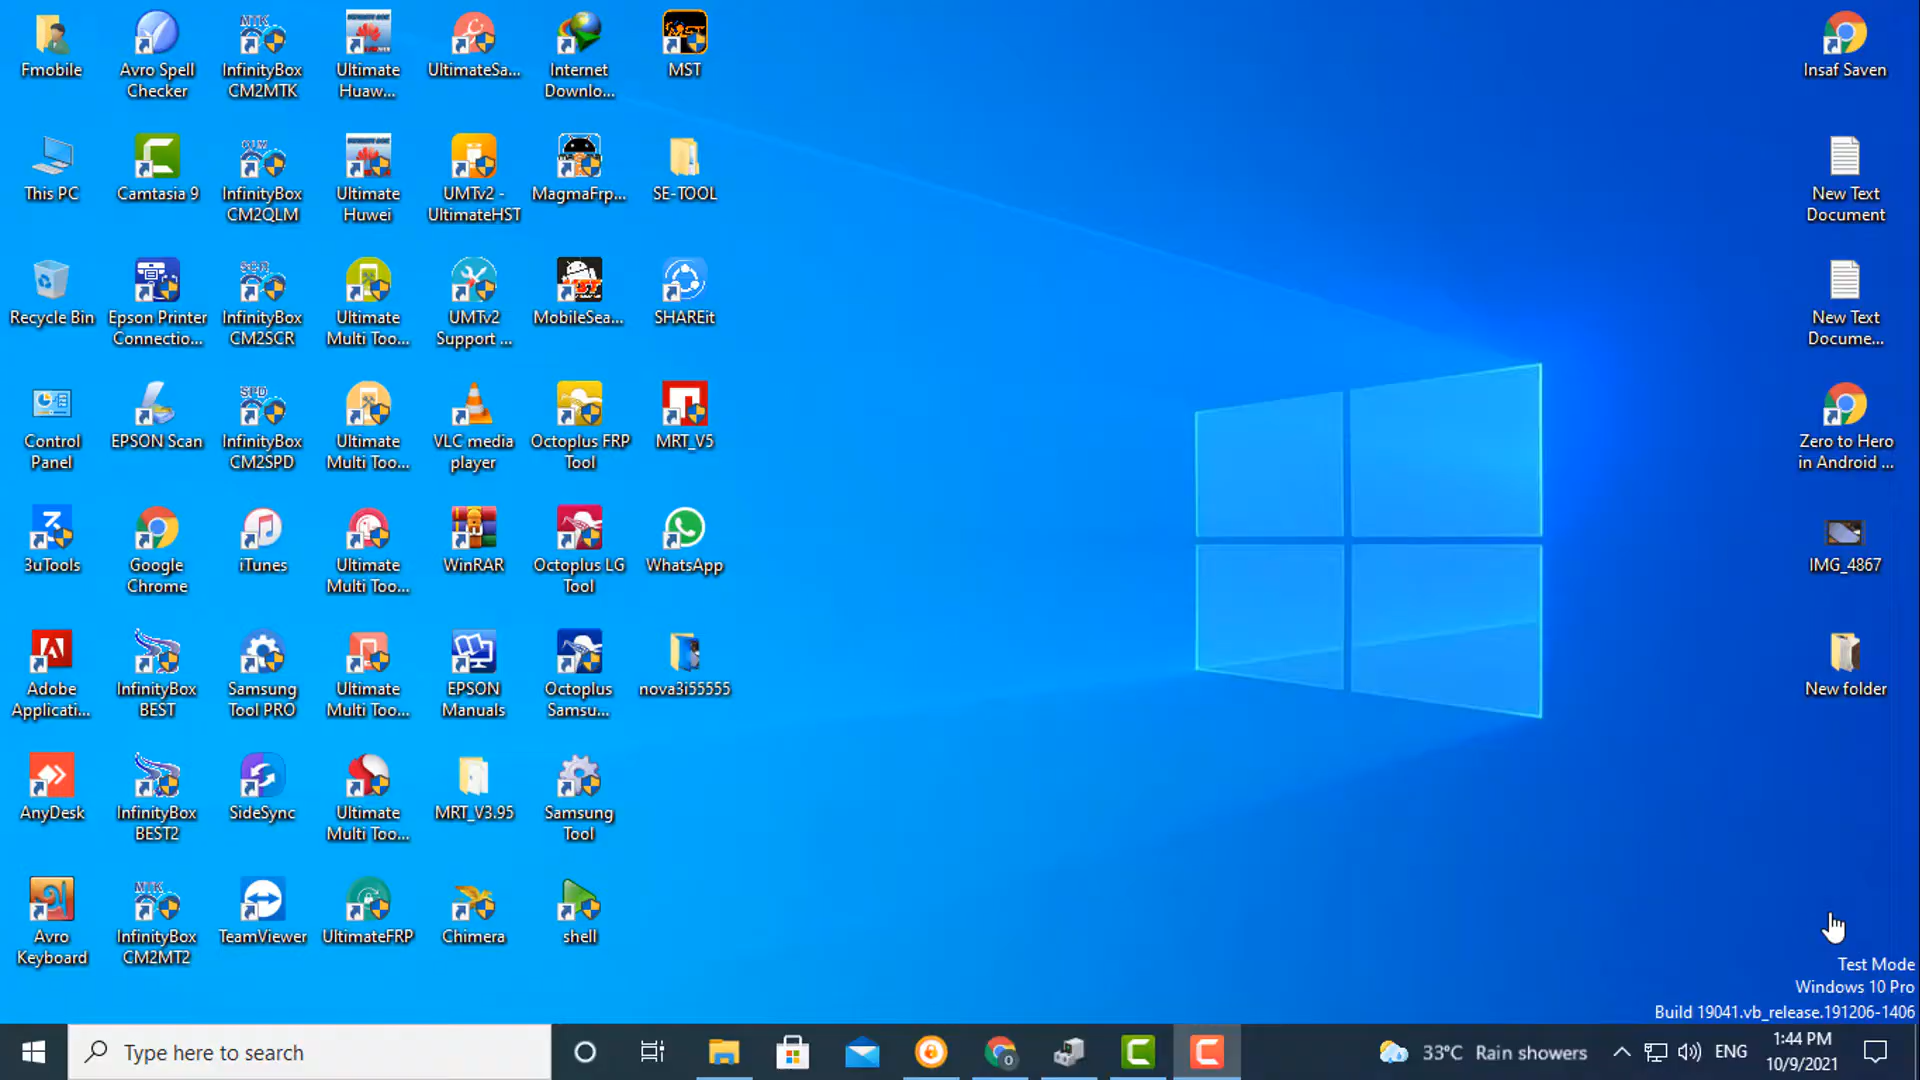 Fmobile
Avro Spell
Checker
InfinityBox
CM2MTK
Ultimate
Huaw...
UltimateSa...
Internet
Downlo...
MST
Insaf Saven
This PC
Camtasia 9
InfinityBox
CM2QLM
Ultimate
Huwei
UMTv2 -
UltimateHST
MagmaFrp...
SE-TOOL
New Text
Document
Recycle Bin
Epson Printer
Connectio...
InfinityBox
CM2SCR
Ultimate
Multi Too...
UMTv2
Support ...
MobileSea...
SHAREit
New Text
Docume...
Control
Panel
EPSON Scan
InfinityBox
CM2SPD
Ultimate
Multi Too...
VLC media
player
Octoplus FRP
Tool
MRT_V5
Zero to Hero
in Android ...
3uTools
Google
Chrome
iTunes
Ultimate
Multi Too...
WinRAR
Octoplus LG
Tool
WhatsApp
IMG_4867
Adobe
Applicati...
InfinityBox
BEST
Samsung
Tool PRO
Ultimate
Multi Too...
EPSON
Manuals
Octoplus
Samsu...
nova3i55555
New folder
AnyDesk
InfinityBox
BEST2
SideSync
Ultimate
Multi Too...
MRT_V3.95
Samsung
Tool
Avro
Keyboard
InfinityBox
CM2MT2
TeamViewer
UltimateFRP
Chimera
shell
Test Mode
Windows 10 Pro
Build 19041.vb_release.191206-1406
Type here to search
33°C Rain showers
ENG
1:44 PM
10/9/2021